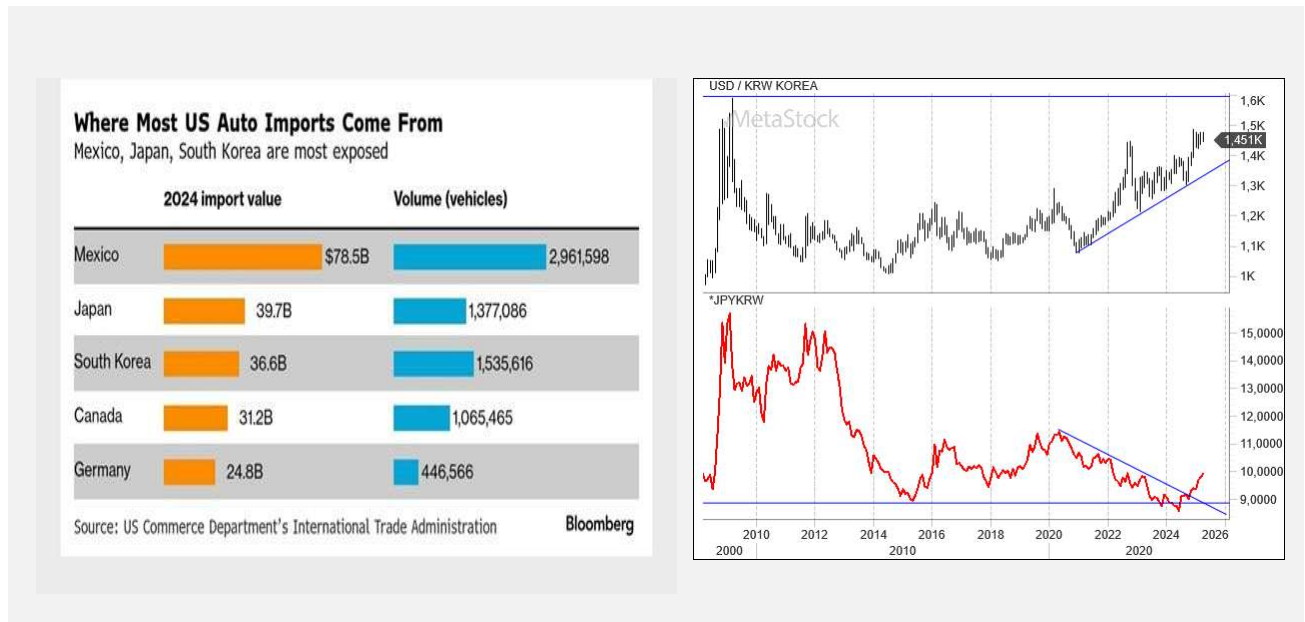 Where Most US Auto Imports Come From
Mexico, Japan, South Korea are most exposed
2024 import value Volume (vehicles)
Mexico $78.5B 2,961,598
Japan 39.7B 1,377,086
South Korea 36.6B 1,535,616
Canada 31.2B 1,065,465
Germany 24.8B 446,566
Source: US Commerce Department's International Trade Administration Bloomberg
USD / KRW KOREA
MetaStock
1,6K
1,5K
1,451K
1,4K
1,3K
1,2K
1,1K
1K
*JPYKRW
15,0000
14,0000
13,0000
12,0000
11,0000
10,0000
9,0000
2010 2012 2014 2016 2018 2020 2022 2024 2026
2000 2010 2020